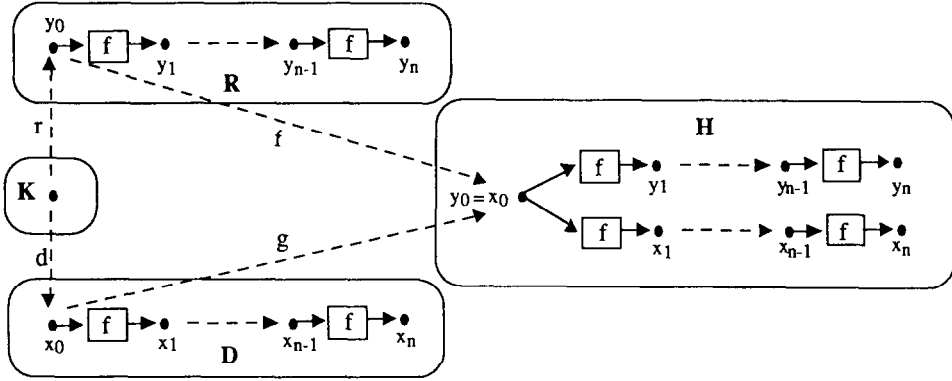 y₀
f f
y₁ yₙ₋₁ yₙ
R
r f
H
K
f f
y₁ yₙ₋₁ yₙ
y₀ = x₀
f f
x₁ xₙ₋₁ xₙ
g
d
f f
x₀ x₁ xₙ₋₁ xₙ
D